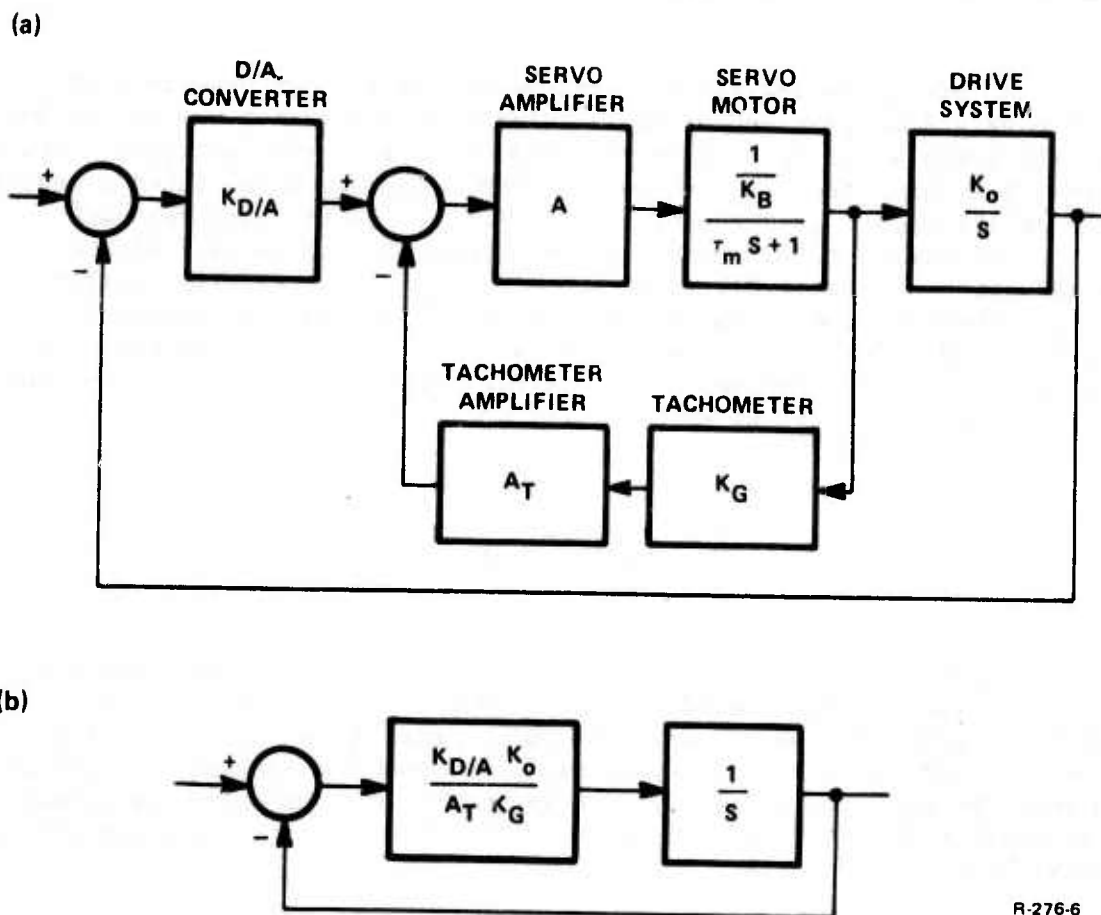 (a)
D/A
CONVERTER
SERVO
AMPLIFIER
SERVO
MOTOR
DRIVE
SYSTEM
+
−
K_D/A
+
−
A
1
K_B
τ_m S + 1
K_o
S
TACHOMETER
AMPLIFIER
TACHOMETER
A_T
K_G
(b)
+
−
K_D/A K_o
A_T K_G
1
S
R-276-6